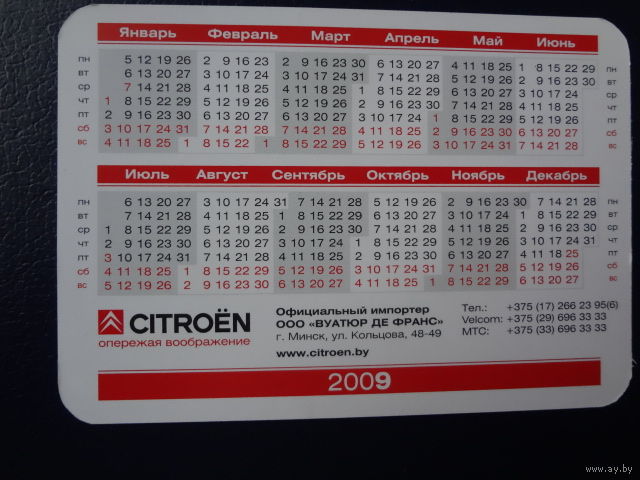 Январь Февраль Март Апрель Май Июнь
пн 5 12 19 26 2 9 16 23 2 9 16 23 30 6 13 20 27 4 11 18 25 1 8 15 22 29 пн
вт 6 13 20 27 3 10 17 24 3 10 17 24 31 7 14 21 28 5 12 19 26 2 9 16 23 30 вт
ср 7 14 21 28 4 11 18 25 4 11 18 25 1 8 15 22 29 6 13 20 27 3 10 17 24 ср
чт 1 8 15 22 29 5 12 19 26 5 12 19 26 2 9 16 23 30 7 14 21 28 4 11 18 25 чт
пт 2 9 16 23 30 6 13 20 27 6 13 20 27 3 10 17 24 1 8 15 22 29 5 12 19 26 пт
сб 3 10 17 24 31 7 14 21 28 7 14 21 28 4 11 18 25 2 9 16 23 30 6 13 20 27 сб
вс 4 11 18 25 1 8 15 22 1 8 15 22 29 5 12 19 26 3 10 17 24 31 7 14 21 28 вс
Июль Август Сентябрь Октябрь Ноябрь Декабрь
пн 6 13 20 27 3 10 17 24 31 7 14 21 28 5 12 19 26 2 9 16 23 30 7 14 21 28 пн
вт 7 14 21 28 4 11 18 25 1 8 15 22 29 6 13 20 27 3 10 17 24 1 8 15 22 29 вт
ср 1 8 15 22 29 5 12 19 26 2 9 16 23 30 7 14 21 28 4 11 18 25 2 9 16 23 30 ср
чт 2 9 16 23 30 6 13 20 27 3 10 17 24 1 8 15 22 29 5 12 19 26 3 10 17 24 31 чт
пт 3 10 17 24 31 7 14 21 28 4 11 18 25 2 9 16 23 30 6 13 20 27 4 11 18 25 пт
сб 4 11 18 25 1 8 15 22 29 5 12 19 26 3 10 17 24 31 7 14 21 28 5 12 19 26 сб
вс 5 12 19 26 2 9 16 23 30 6 13 20 27 4 11 18 25 1 8 15 22 29 6 13 20 27 вс
CITROËN
опережая воображение
Официальный импортер
ООО «ВУАТЮР ДЕ ФРАНС»
г. Минск, ул. Кольцова, 48-49
www.citroen.by
Тел.: +375 (17) 266 23 95(6)
Velcom: +375 (29) 696 33 33
МТС: +375 (33) 696 33 33
2009
www.ay.by